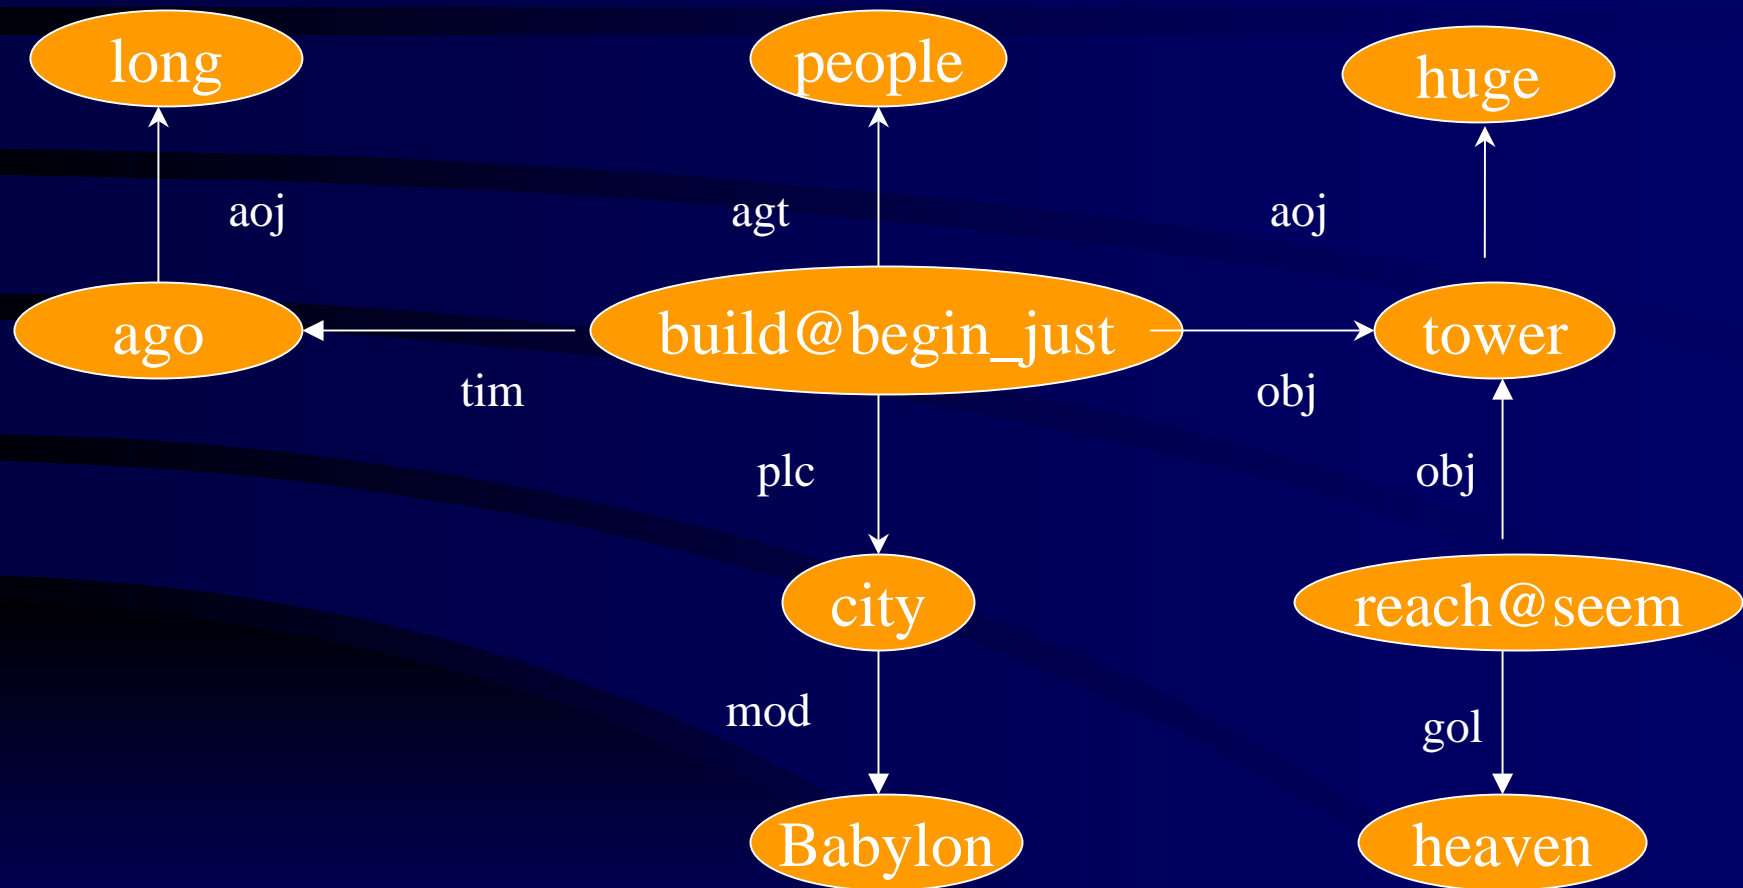 long
people
huge
aoj
agt
aoj
ago
build@begin_just
tower
tim
obj
plc
obj
city
reach@seem
mod
gol
Babylon
heaven